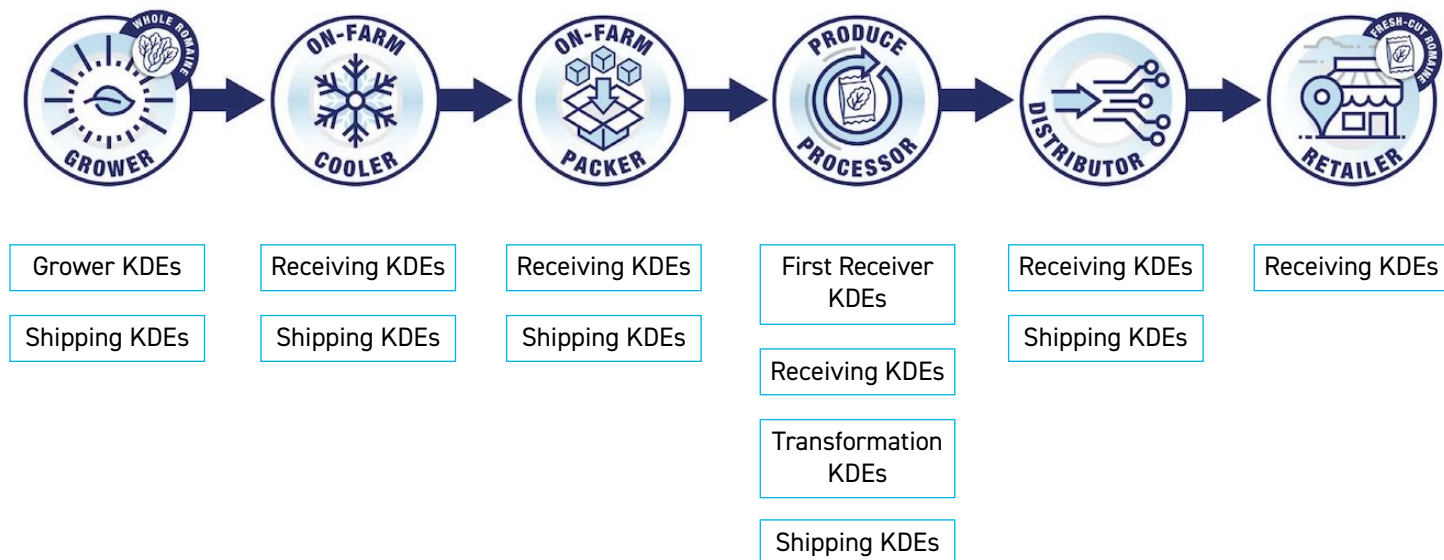 WHOLE ROMAINE
GROWER
ON-FARM
COOLER
ON-FARM
PACKER
PRODUCE
PROCESSOR
DISTRIBUTOR
FRESH-CUT ROMAINE
RETAILER
Grower KDEs
Receiving KDEs
Receiving KDEs
First Receiver
KDEs
Receiving KDEs
Receiving KDEs
Shipping KDEs
Shipping KDEs
Shipping KDEs
Shipping KDEs
Receiving KDEs
Transformation
KDEs
Shipping KDEs